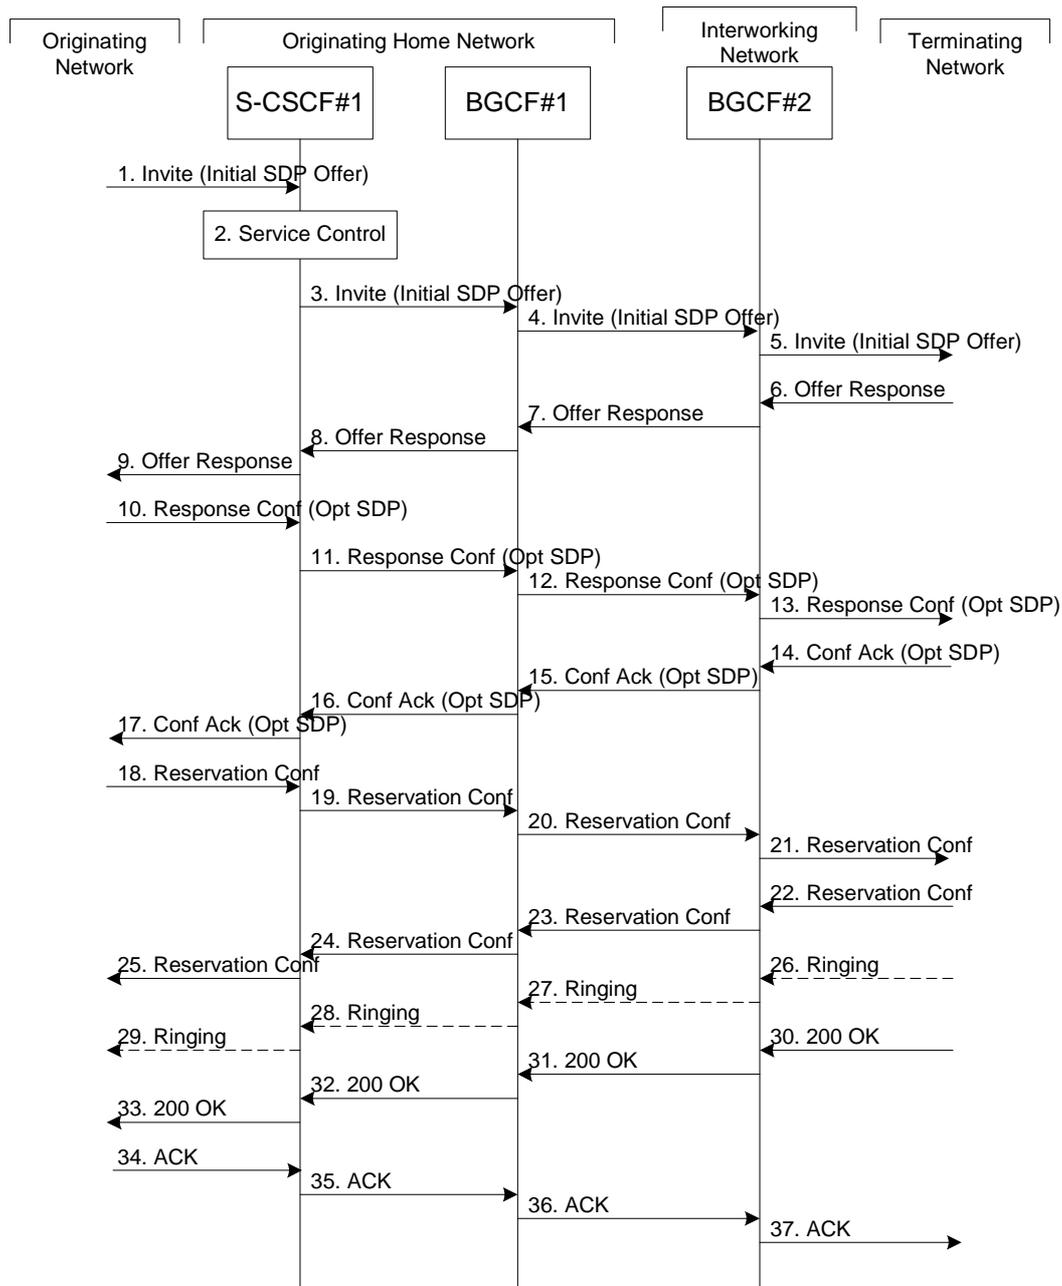 Originating
Network
Originating Home Network
Interworking
Network
Terminating
Network
S-CSCF#1
BGCF#1
BGCF#2
1. Invite (Initial SDP Offer)
2. Service Control
3. Invite (Initial SDP Offer)
4. Invite (Initial SDP Offer)
5. Invite (Initial SDP Offer)
6. Offer Response
7. Offer Response
8. Offer Response
9. Offer Response
10. Response Conf (Opt SDP)
11. Response Conf (Opt SDP)
12. Response Conf (Opt SDP)
13. Response Conf (Opt SDP)
14. Conf Ack (Opt SDP)
15. Conf Ack (Opt SDP)
16. Conf Ack (Opt SDP)
17. Conf Ack (Opt SDP)
18. Reservation Conf
19. Reservation Conf
20. Reservation Conf
21. Reservation Conf
22. Reservation Conf
23. Reservation Conf
24. Reservation Conf
25. Reservation Conf
26. Ringing
27. Ringing
28. Ringing
29. Ringing
30. 200 OK
31. 200 OK
32. 200 OK
33. 200 OK
34. ACK
35. ACK
36. ACK
37. ACK